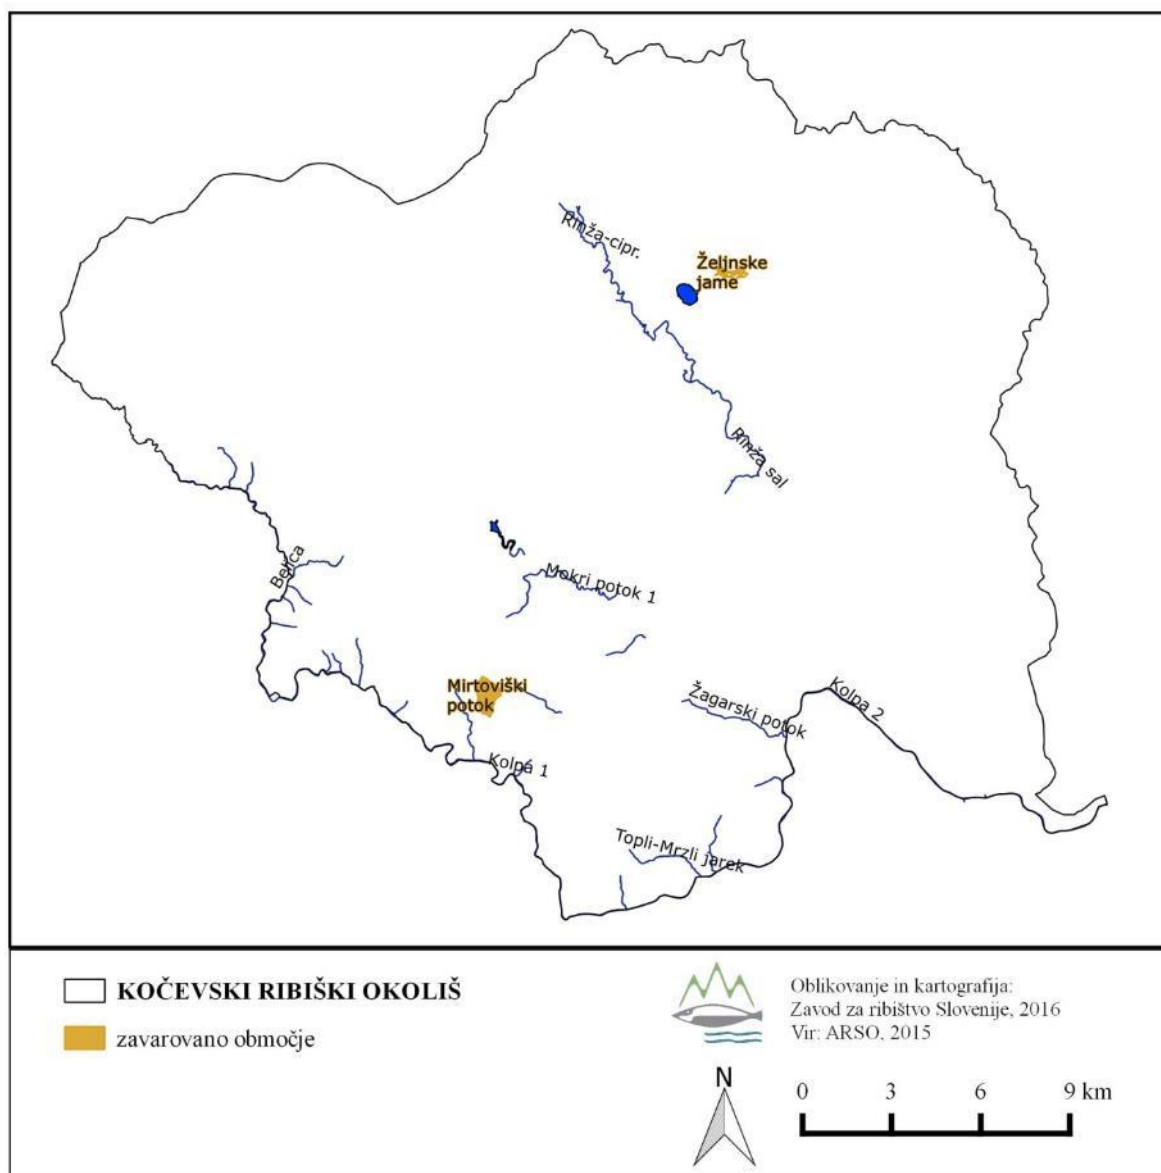 Rinža-cipr.
Željnske
jame
Rinža sal
Belica
Mokri potok 1
Mirtoviški
potok
Žagarski potok
Kolpa 2
Kolpa 1
Topli-Mrzli jarek
KOČEVSKI RIBIŠKI OKOLIŠ
zavarovano območje
Oblikovanje in kartografija:
Zavod za ribištvo Slovenije, 2016
Vir: ARSO, 2015
N
0 3 6 9 km